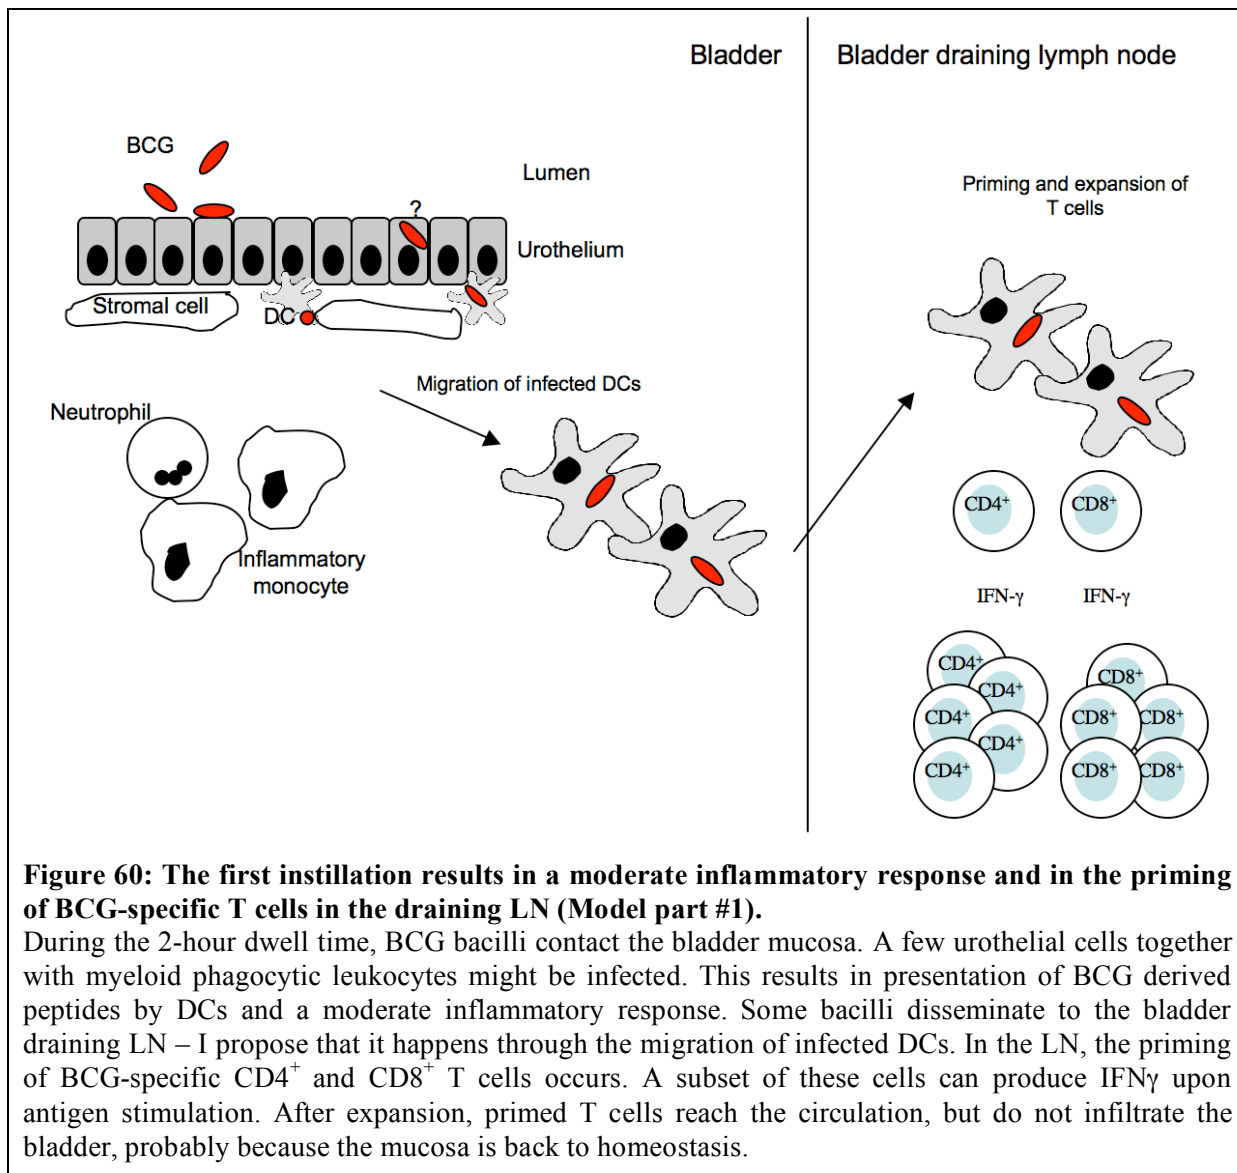 Bladder
Bladder draining lymph node
BCG
Lumen
Priming and expansion of
T cells
?
Urothelium
Stromal cell
DC
Migration of infected DCs
Neutrophil
Inflammatory
monocyte
CD4⁺ CD8⁺
IFN-γ IFN-γ
CD4⁺
CD8⁺
CD4⁺
CD4⁺ CD8⁺ CD8⁺
CD4⁺
CD4⁺ CD8⁺ CD8⁺
Figure 60: The first instillation results in a moderate inflammatory response and in the priming
of BCG-specific T cells in the draining LN (Model part #1).
During the 2-hour dwell time, BCG bacilli contact the bladder mucosa. A few urothelial cells together
with myeloid phagocytic leukocytes might be infected. This results in presentation of BCG derived
peptides by DCs and a moderate inflammatory response. Some bacilli disseminate to the bladder
draining LN – I propose that it happens through the migration of infected DCs. In the LN, the priming
of BCG-specific CD4⁺ and CD8⁺ T cells occurs. A subset of these cells can produce IFNγ upon
antigen stimulation. After expansion, primed T cells reach the circulation, but do not infiltrate the
bladder, probably because the mucosa is back to homeostasis.